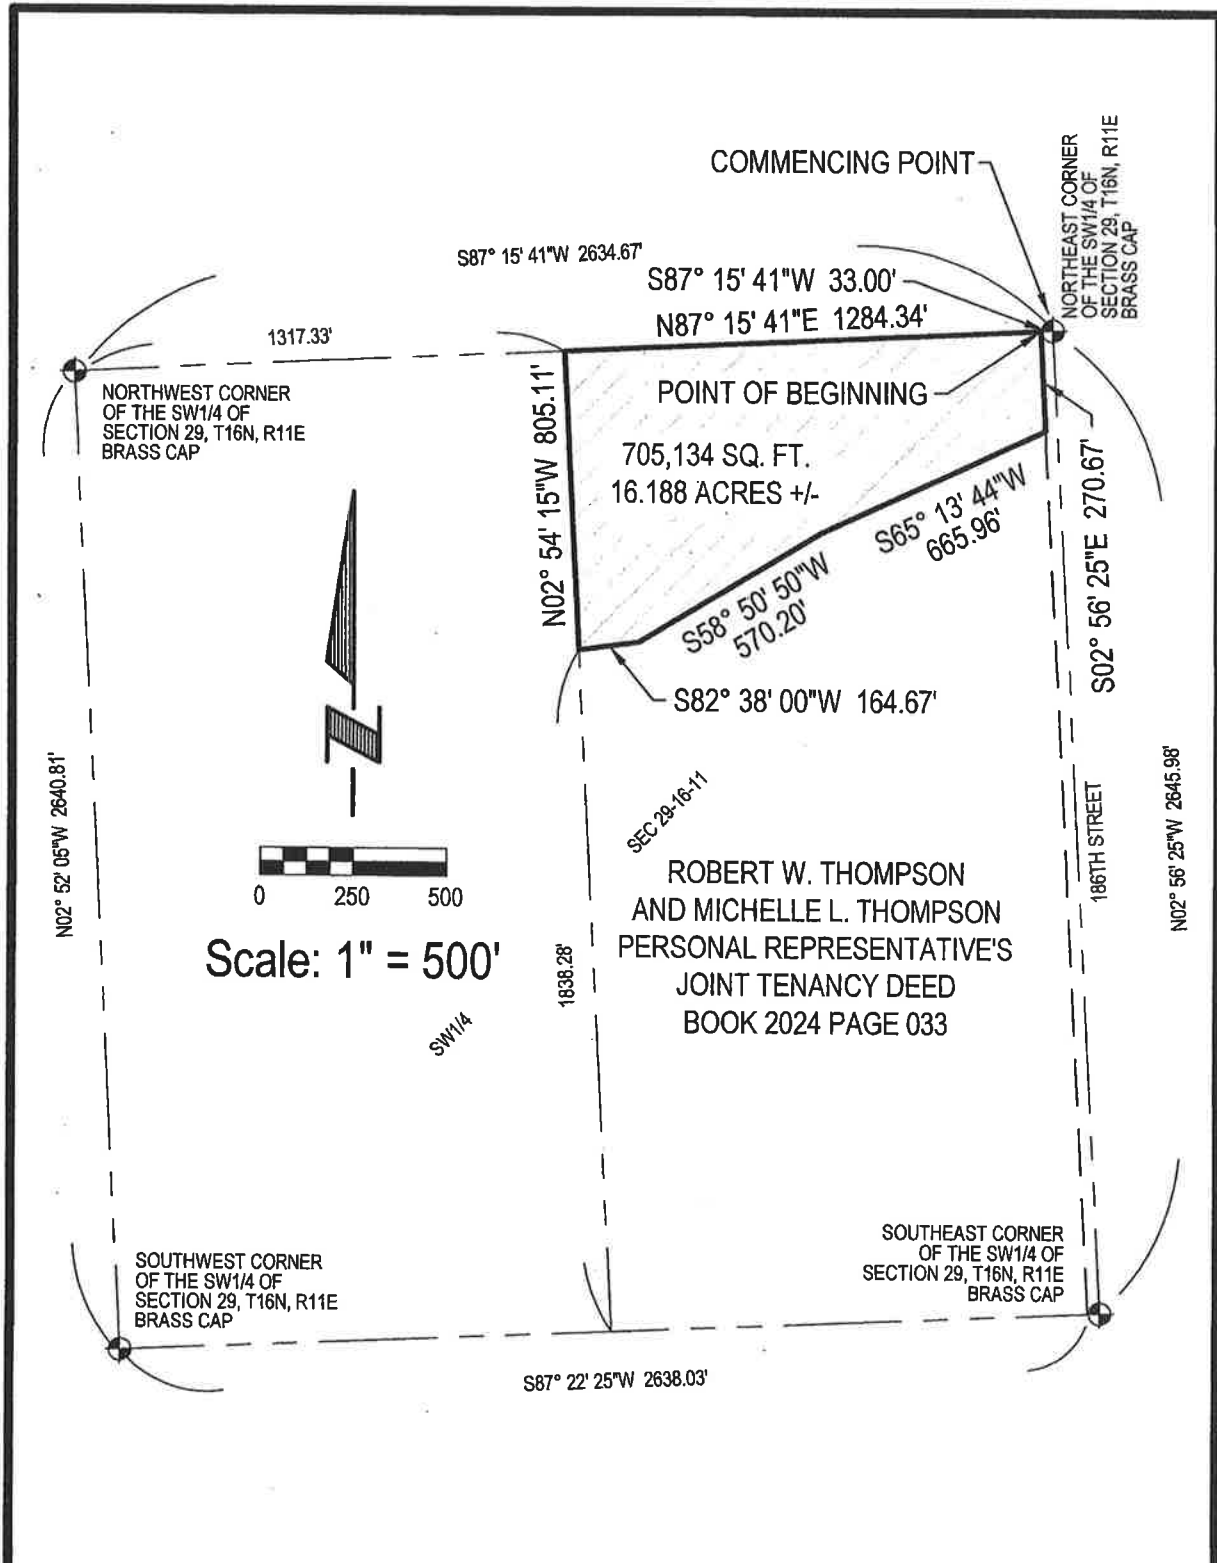 COMMENCING POINT
NORTHEAST CORNER
OF THE SW1/4 OF
SECTION 29, T16N, R11E
BRASS CAP
S87° 15' 41"W 2634.67'
S87° 15' 41"W 33.00'
N87° 15' 41"E 1284.34'
1317.33'
POINT OF BEGINNING
NORTHWEST CORNER
OF THE SW1/4 OF
SECTION 29, T16N, R11E
BRASS CAP
N02° 54' 15"W 805.11'
705,134 SQ. FT.
16.188 ACRES +/-
S65° 13' 44"W
665.96'
S02° 56' 25"E 270.67'
S58° 50' 50"W
570.20'
S82° 38' 00"W 164.67'
N02° 52' 05"W 2640.81'
SEC 29-16-11
186TH STREET
N02° 56' 25"W 2645.98'
0 250 500
Scale: 1" = 500'
ROBERT W. THOMPSON
AND MICHELLE L. THOMPSON
PERSONAL REPRESENTATIVE'S
JOINT TENANCY DEED
BOOK 2024 PAGE 033
1838.28'
SW1/4
SOUTHWEST CORNER
OF THE SW1/4 OF
SECTION 29, T16N, R11E
BRASS CAP
SOUTHEAST CORNER
OF THE SW1/4 OF
SECTION 29, T16N, R11E
BRASS CAP
S87° 22' 25"W 2638.03'